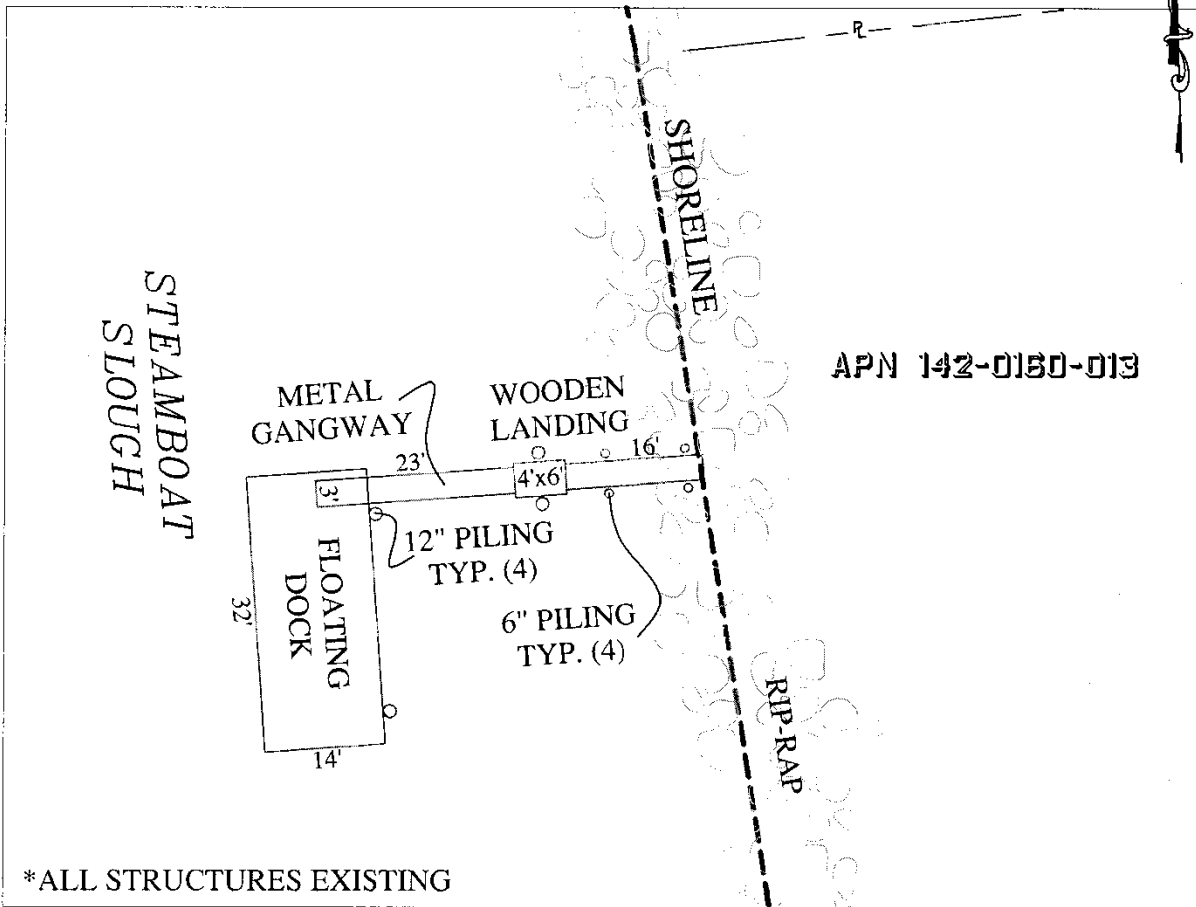 PL
SHORELINE
STEAMBOAT
SLOUGH
APN 142-0160-013
METAL
GANGWAY
WOODEN
LANDING
23'
16'
4'x6'
3'
12" PILING
TYP. (4)
FLOATING
DOCK
32'
6" PILING
TYP. (4)
14'
RIP-RAP
*ALL STRUCTURES EXISTING